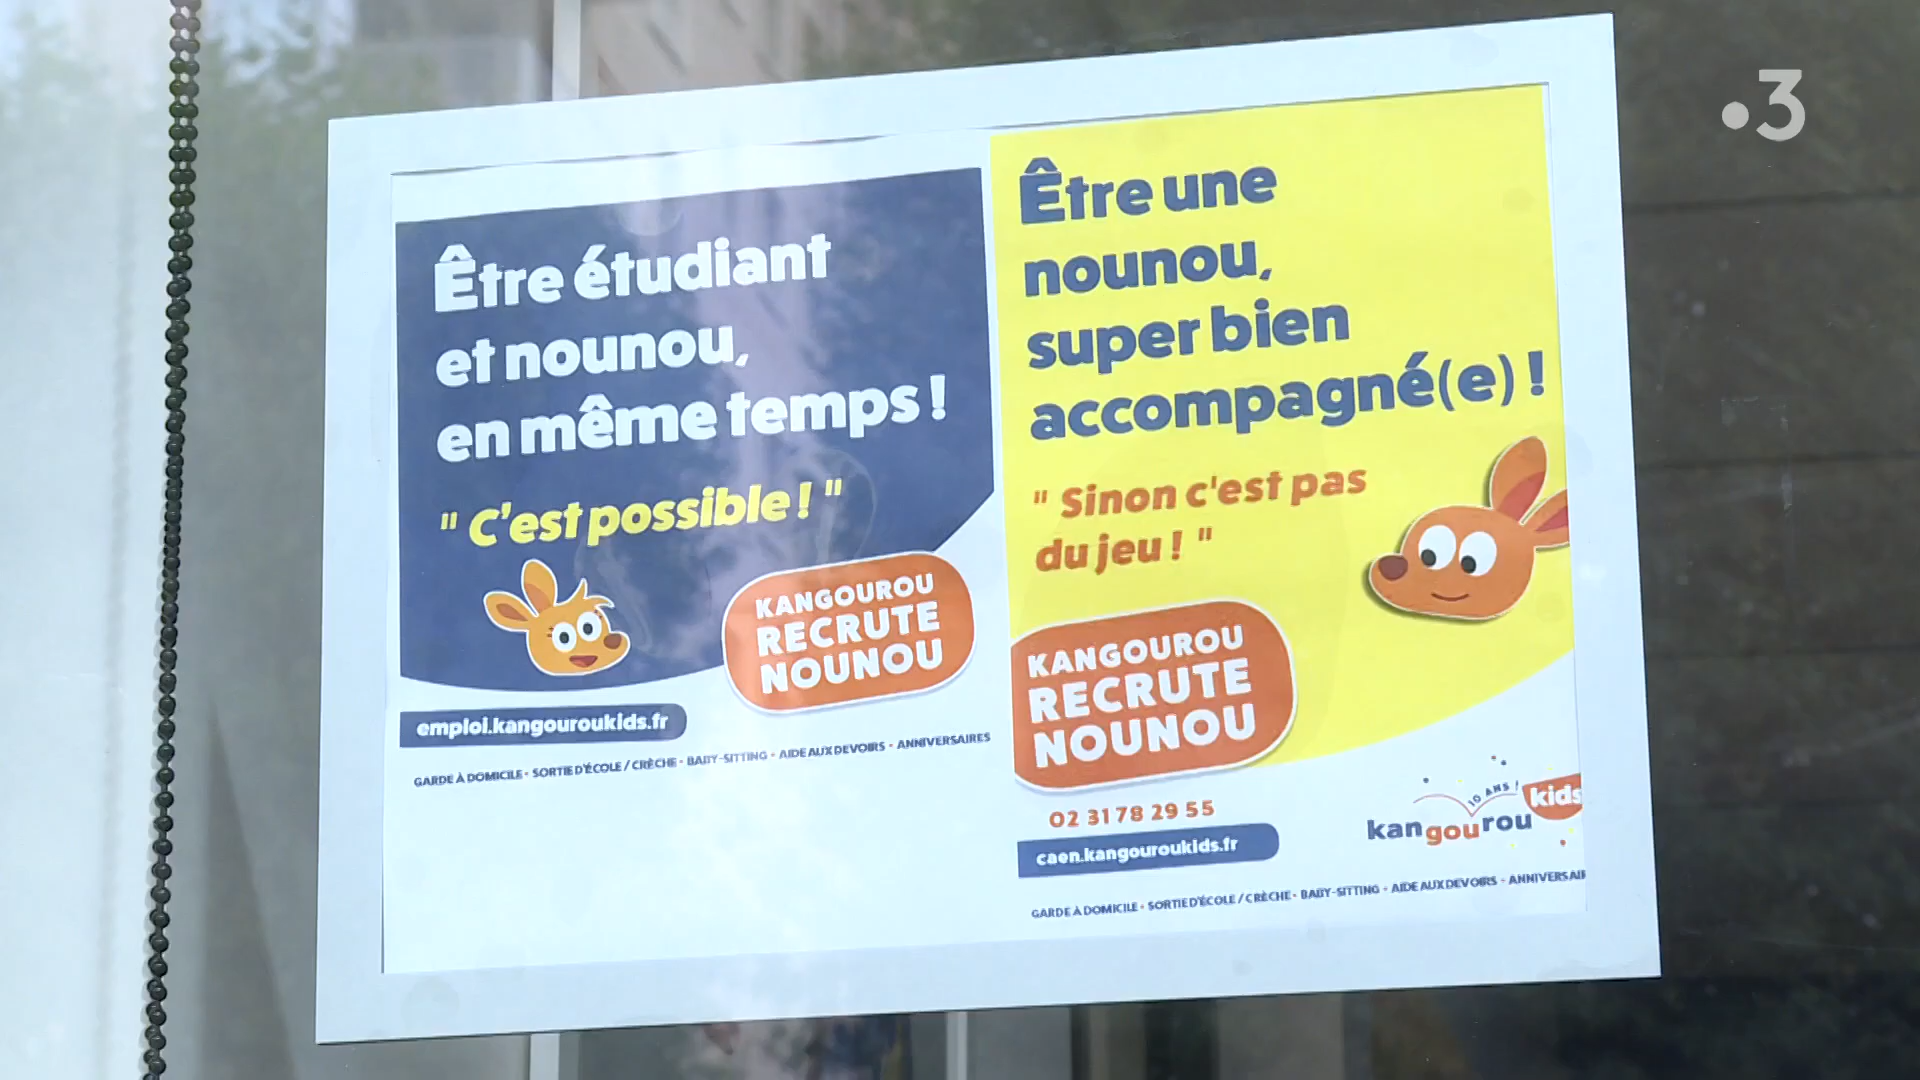 3
Être étudiant
et nounou,
en même temps !
" C'est possible ! "
KANGOUROU
RECRUTE
NOUNOU
emploi.kangouroukids.fr
GARDE À DOMICILE - SORTIE D'ÉCOLE / CRÈCHE - BABY-SITTING - AIDE AUX DEVOIRS - ANNIVERSAIRES
Être une
nounou,
super bien
accompagné(e) !
" Sinon c'est pas
du jeu ! "
KANGOUROU
RECRUTE
NOUNOU
02 31 78 29 55
caen.kangouroukids.fr
10 ANS !
kangourou kids
GARDE À DOMICILE - SORTIE D'ÉCOLE / CRÈCHE - BABY-SITTING - AIDE AUX DEVOIRS - ANNIVERSAIR